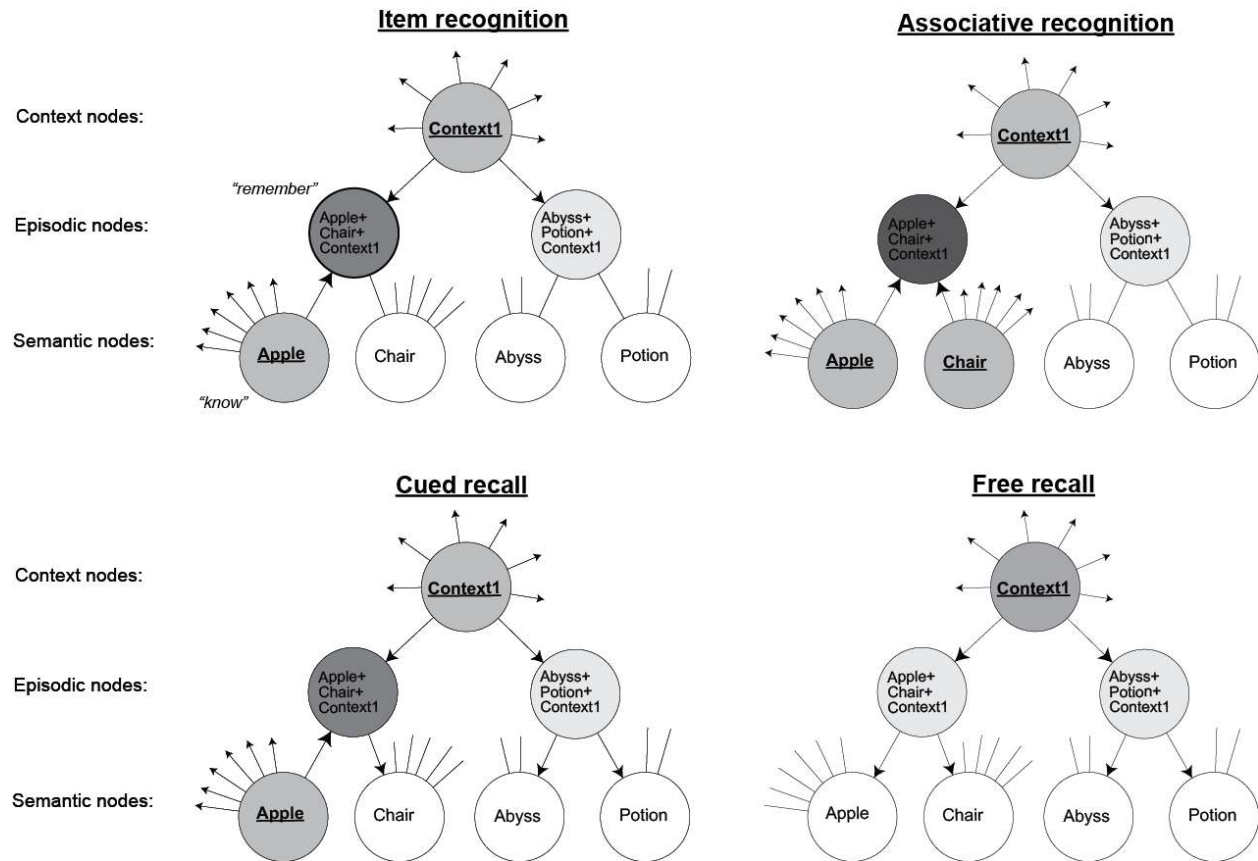 Item recognition
Associative recognition
Context nodes:
Context1
Context1
"remember"
Episodic nodes:
Apple+
Chair+
Context1
Abyss+
Potion+
Context1
Apple+
Chair+
Context1
Abyss+
Potion+
Context1
Semantic nodes:
Apple
Chair
Abyss
Potion
Apple
Chair
Abyss
Potion
"know"
Cued recall
Free recall
Context nodes:
Context1
Context1
Episodic nodes:
Apple+
Chair+
Context1
Abyss+
Potion+
Context1
Apple+
Chair+
Context1
Abyss+
Potion+
Context1
Semantic nodes:
Apple
Chair
Abyss
Potion
Apple
Chair
Abyss
Potion